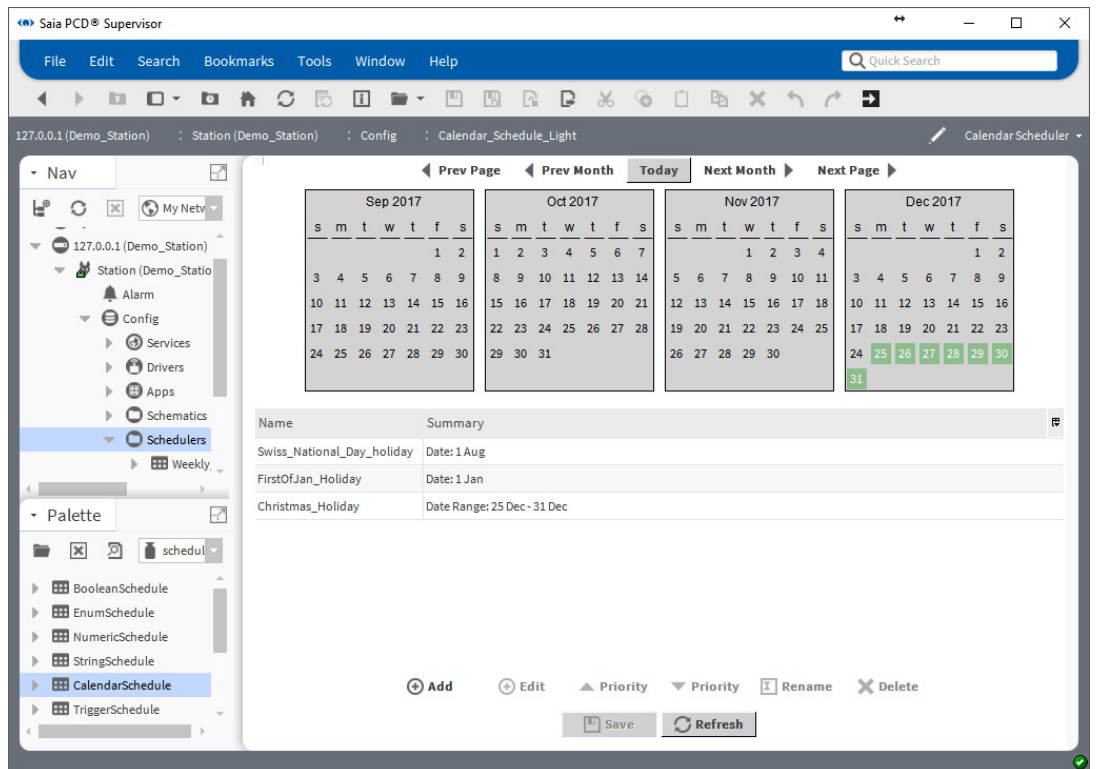 Saia PCD® Supervisor
File Edit Search Bookmarks Tools Window Help
Quick Search
127.0.0.1 (Demo_Station) : Station (Demo_Station) : Config : Calendar_Schedule_Light
Calendar Scheduler
Nav
My Netv
127.0.0.1 (Demo_Station)
Station (Demo_Statio
Alarm
Config
Services
Drivers
Apps
Schematics
Schedulers
Weekly_
Palette
schedul
BooleanSchedule
EnumSchedule
NumericSchedule
StringSchedule
CalendarSchedule
TriggerSchedule
Prev Page Prev Month Today Next Month Next Page
Sep 2017
s m t w t f s
1 2
3 4 5 6 7 8 9
10 11 12 13 14 15 16
17 18 19 20 21 22 23
24 25 26 27 28 29 30
Oct 2017
s m t w t f s
1 2 3 4 5 6 7
8 9 10 11 12 13 14
15 16 17 18 19 20 21
22 23 24 25 26 27 28
29 30 31
Nov 2017
s m t w t f s
1 2 3 4
5 6 7 8 9 10 11
12 13 14 15 16 17 18
19 20 21 22 23 24 25
26 27 28 29 30
Dec 2017
s m t w t f s
1 2
3 4 5 6 7 8 9
10 11 12 13 14 15 16
17 18 19 20 21 22 23
24 25 26 27 28 29 30
31
Name Summary
Swiss_National_Day_holiday Date: 1 Aug
FirstOfJan_Holiday Date: 1 Jan
Christmas_Holiday Date Range: 25 Dec - 31 Dec
Add Edit Priority Priority Rename Delete
Save Refresh